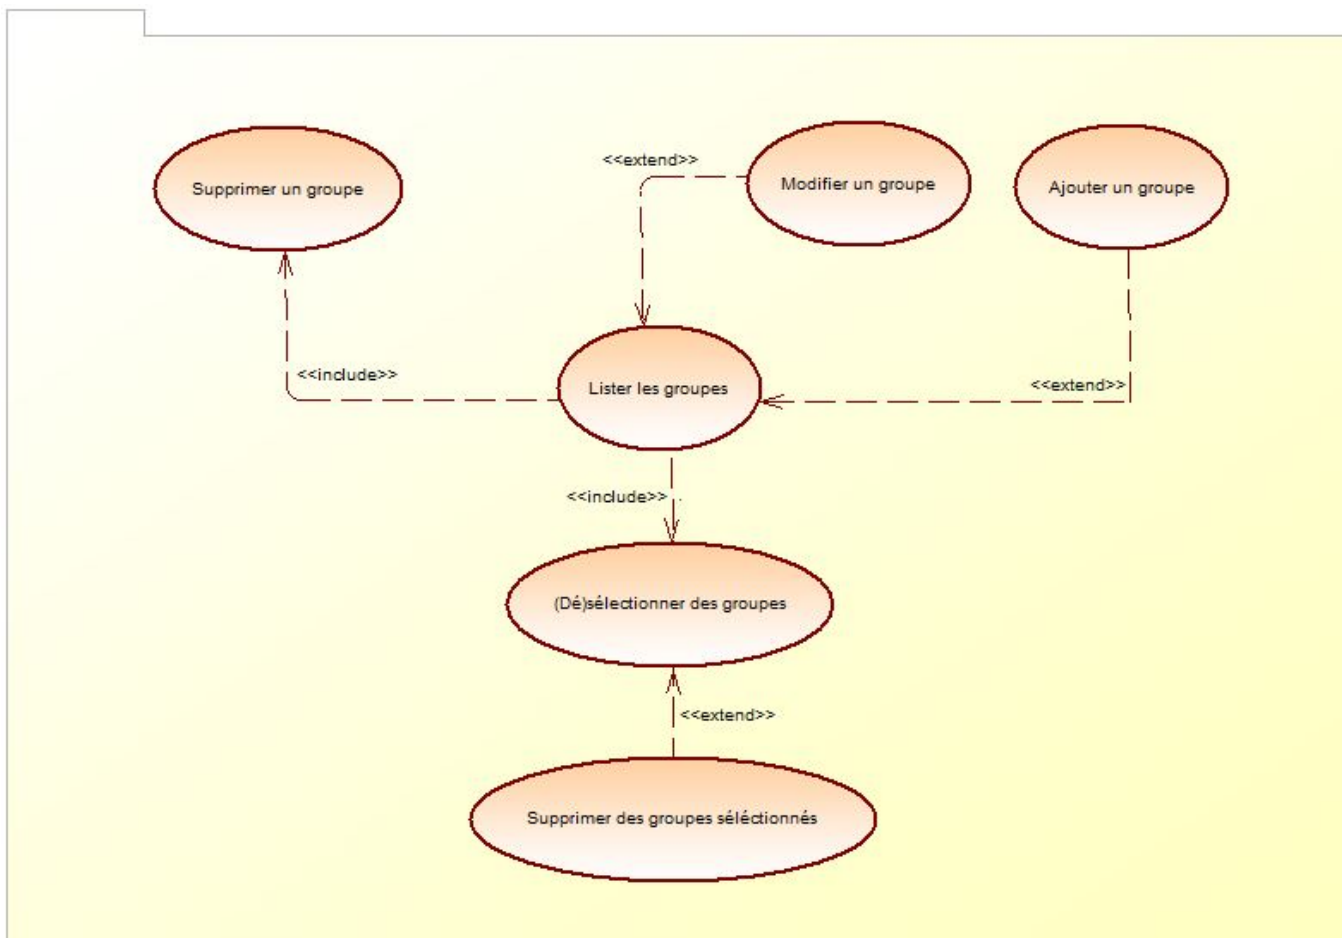 <<extend>>
Supprimer un groupe
Modifier un groupe
Ajouter un groupe
<<include>>
Lister les groupes
<<extend>>
<<include>>
(Dé)sélectionner des groupes
<<extend>>
Supprimer des groupes séléctionnés